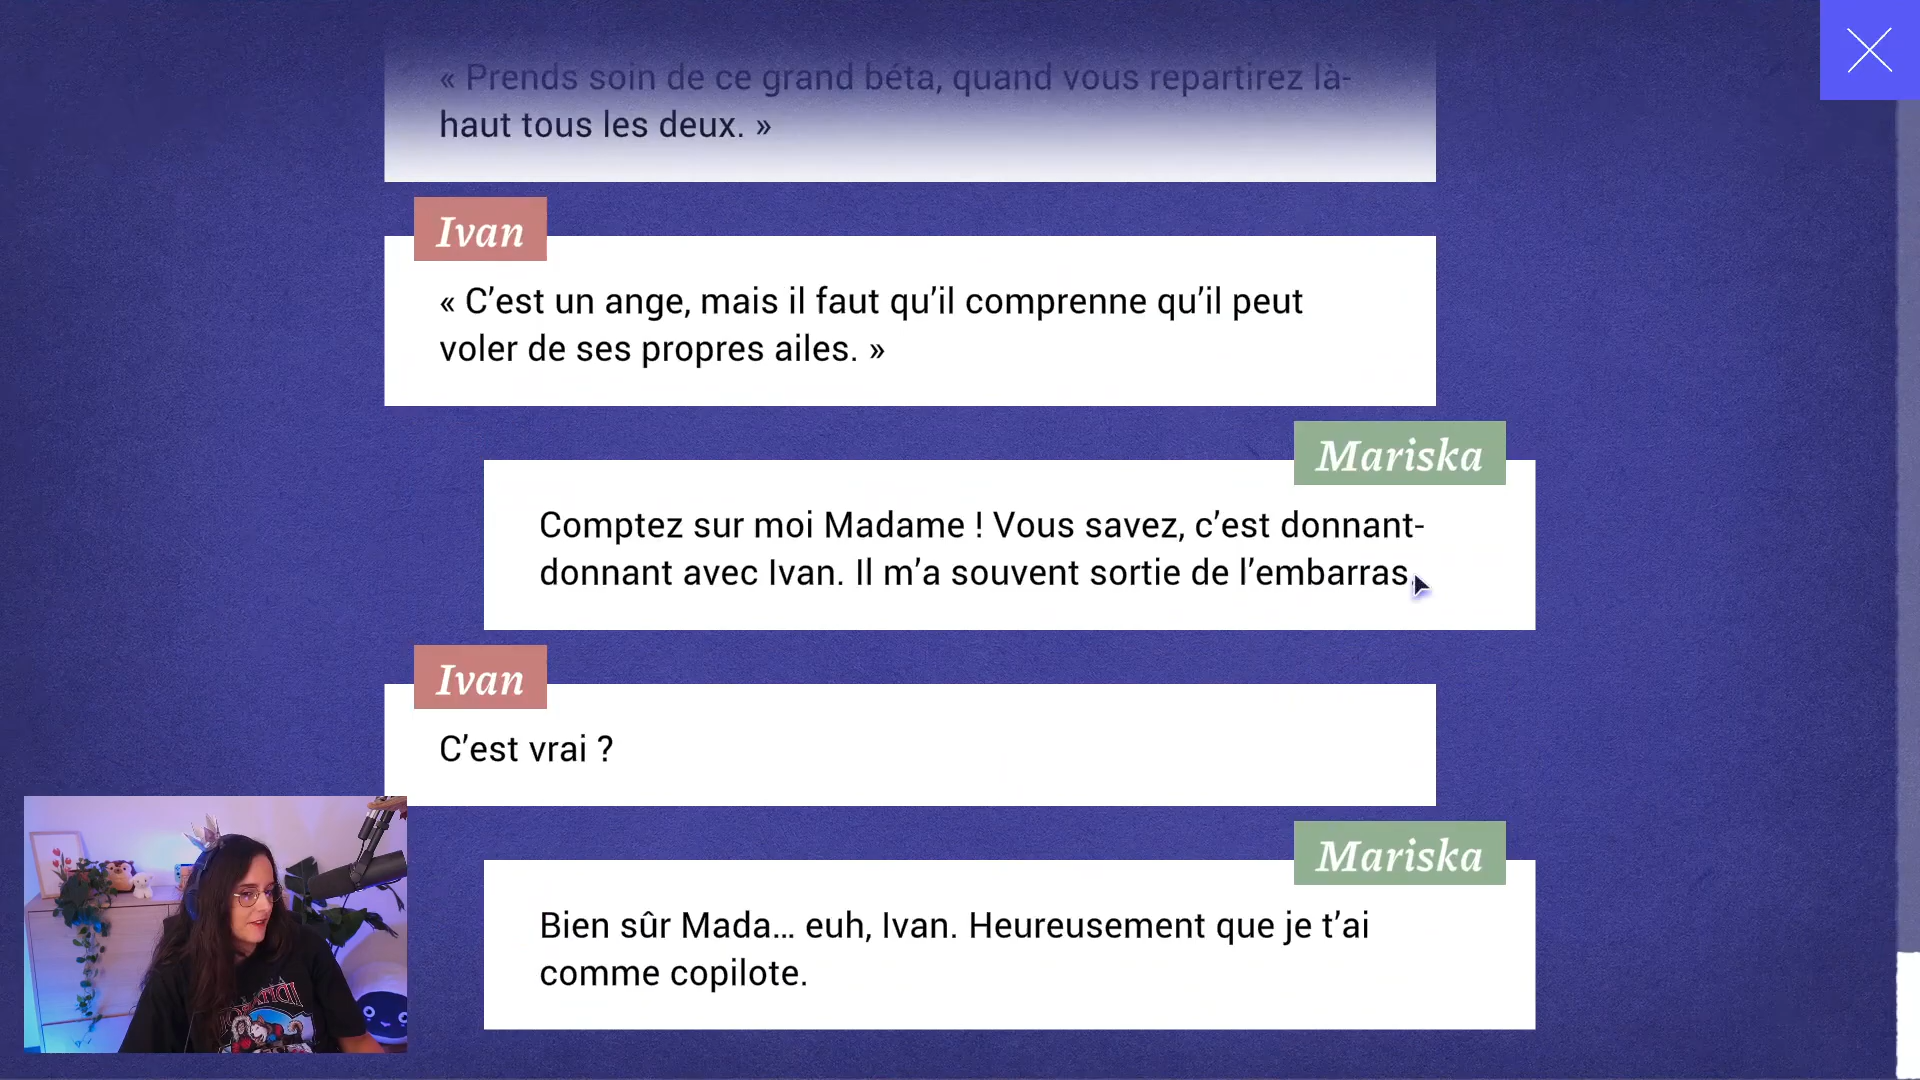 « Prends soin de ce grand béta, quand vous repartirez là-
haut tous les deux. »
Ivan
« C’est un ange, mais il faut qu’il comprenne qu’il peut
voler de ses propres ailes. »
Mariska
Comptez sur moi Madame ! Vous savez, c’est donnant-
donnant avec Ivan. Il m’a souvent sortie de l’embarras.
Ivan
C’est vrai ?
Mariska
Bien sûr Mada… euh, Ivan. Heureusement que je t’ai
comme copilote.